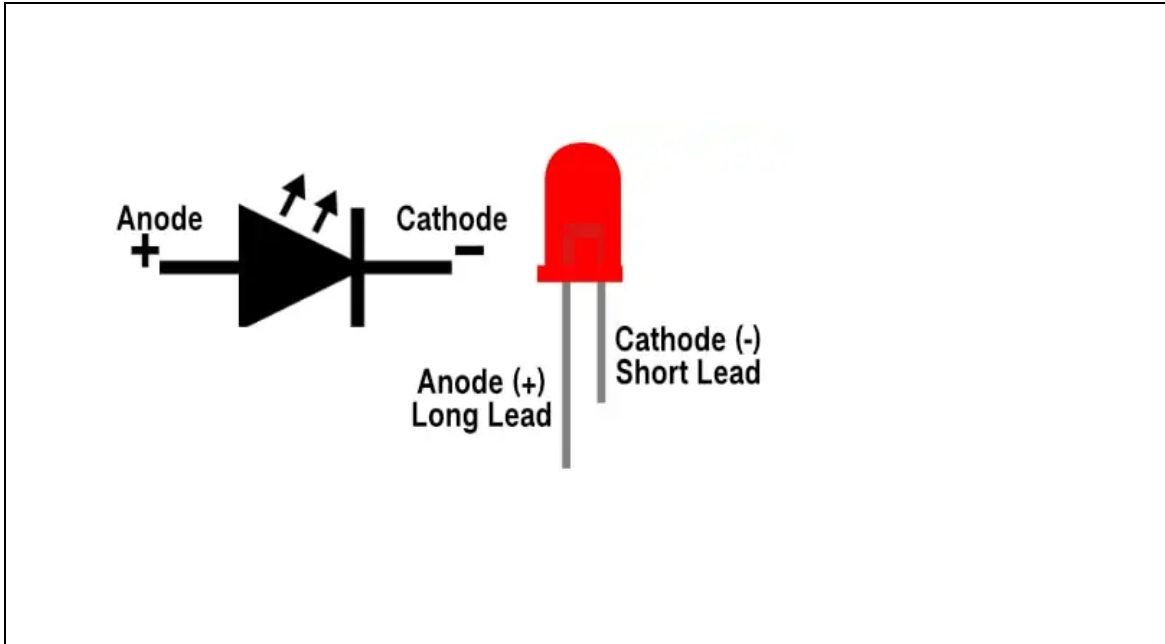 Anode
+
Cathode
-
Cathode (-)
Short Lead
Anode (+)
Long Lead